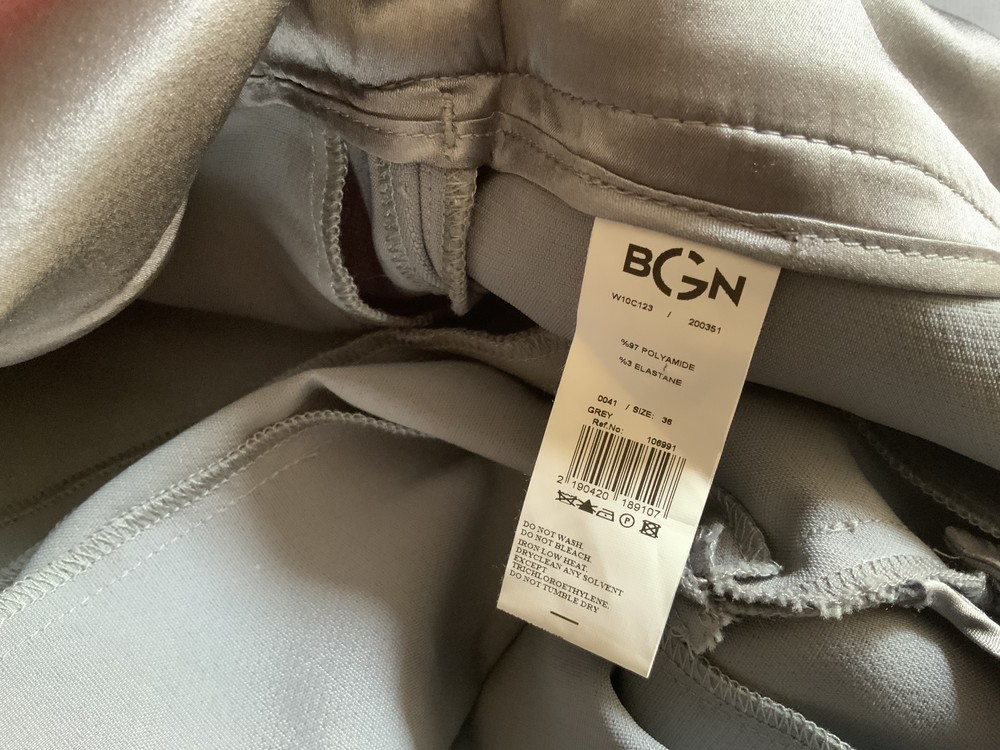 BGN
W10C123 / 200351
%97 POLYAMIDE
%3 ELASTANE
0041 / SIZE: 36
GREY
Ref.No: 106991
2 190420 189107
P
DO NOT WASH.
DO NOT BLEACH.
IRON LOW HEAT.
DRYCLEAN ANY SOLVENT
EXCEPT
TRICHLOROETHYLENE.
DO NOT TUMBLE DRY